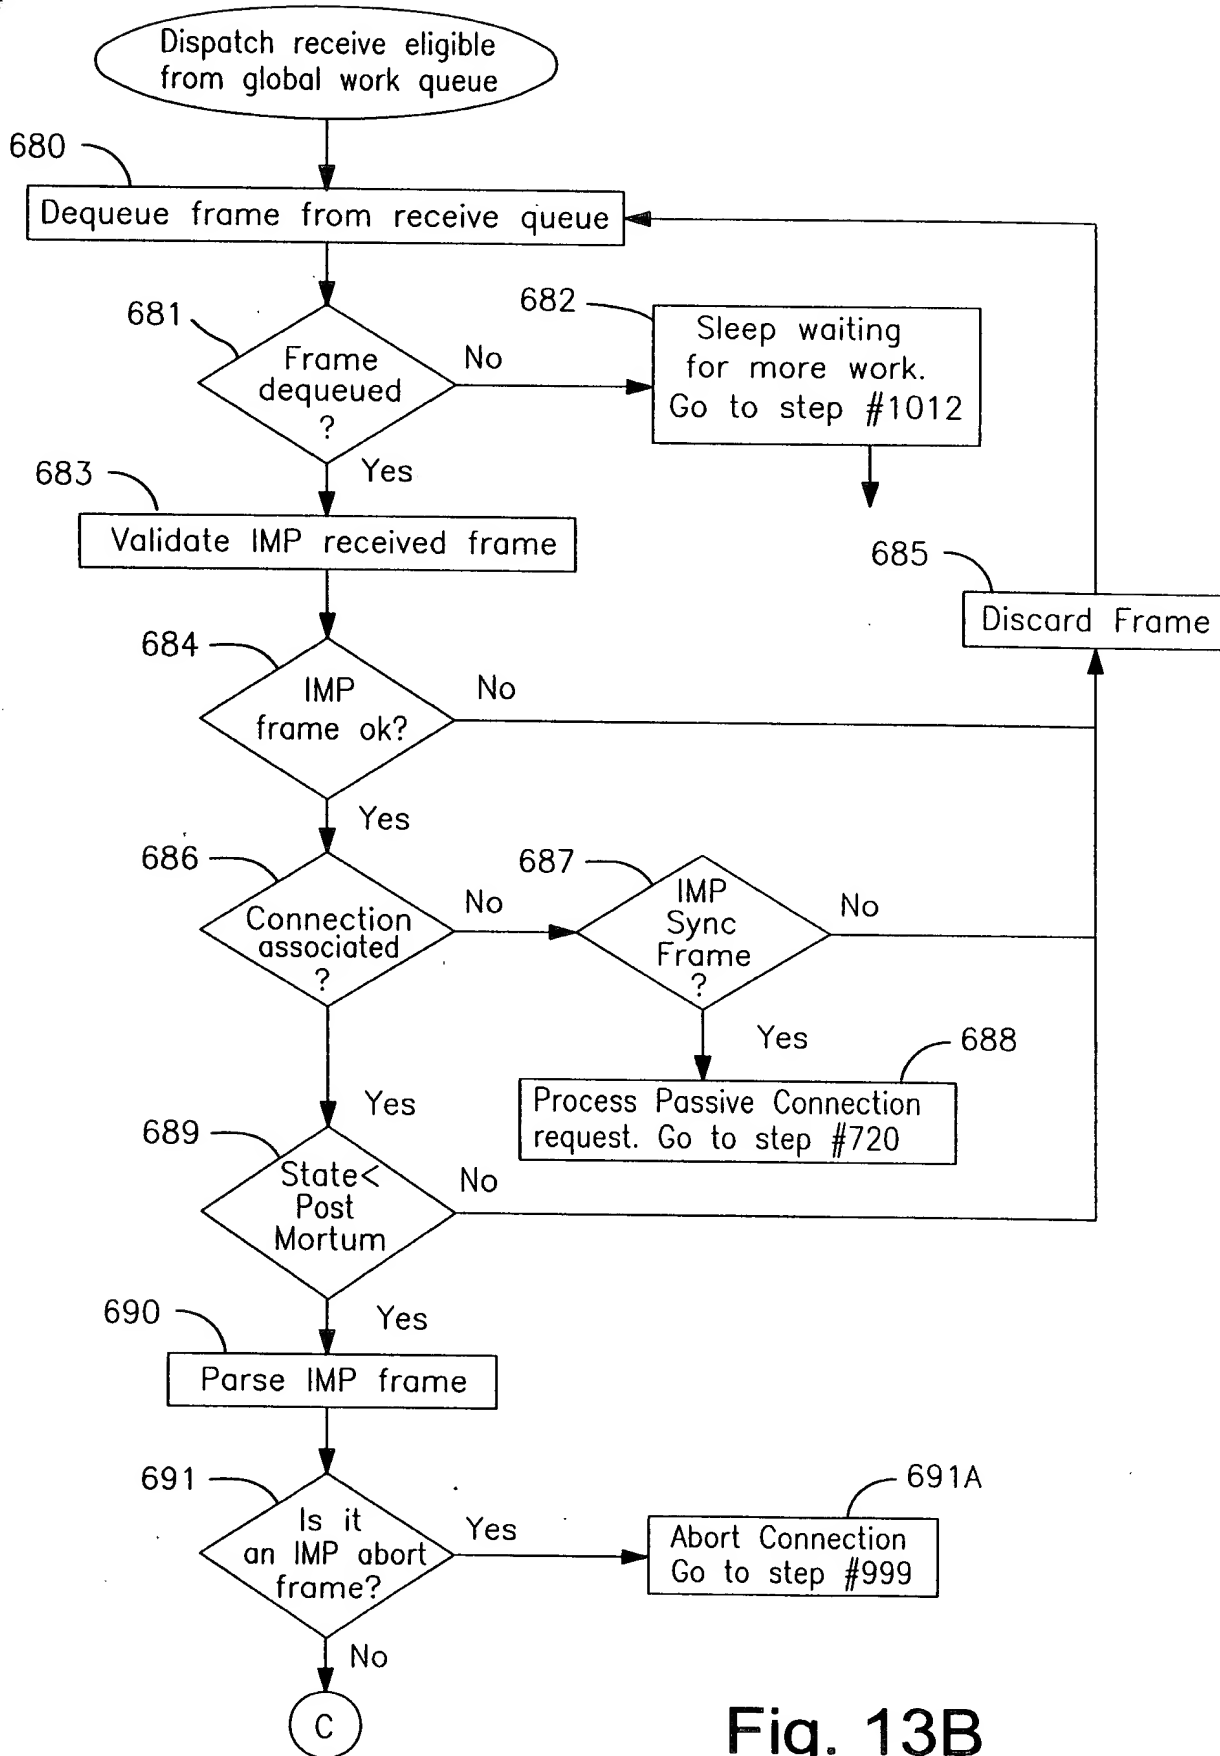 Dispatch receive eligible
from global work queue
680
Dequeue frame from receive queue
681
Frame
dequeued
?
No
682
Sleep waiting
for more work.
Go to step #1012
Yes
683
Validate IMP received frame
685
Discard Frame
684
IMP
frame ok?
No
Yes
686
Connection
associated
?
No
687
IMP
Sync
Frame
?
No
Yes
688
Process Passive Connection
request. Go to step #720
Yes
689
State<
Post
Mortum
No
Yes
690
Parse IMP frame
691
Is it
an IMP abort
frame?
Yes
691A
Abort Connection
Go to step #999
No
C
Fig. 13B